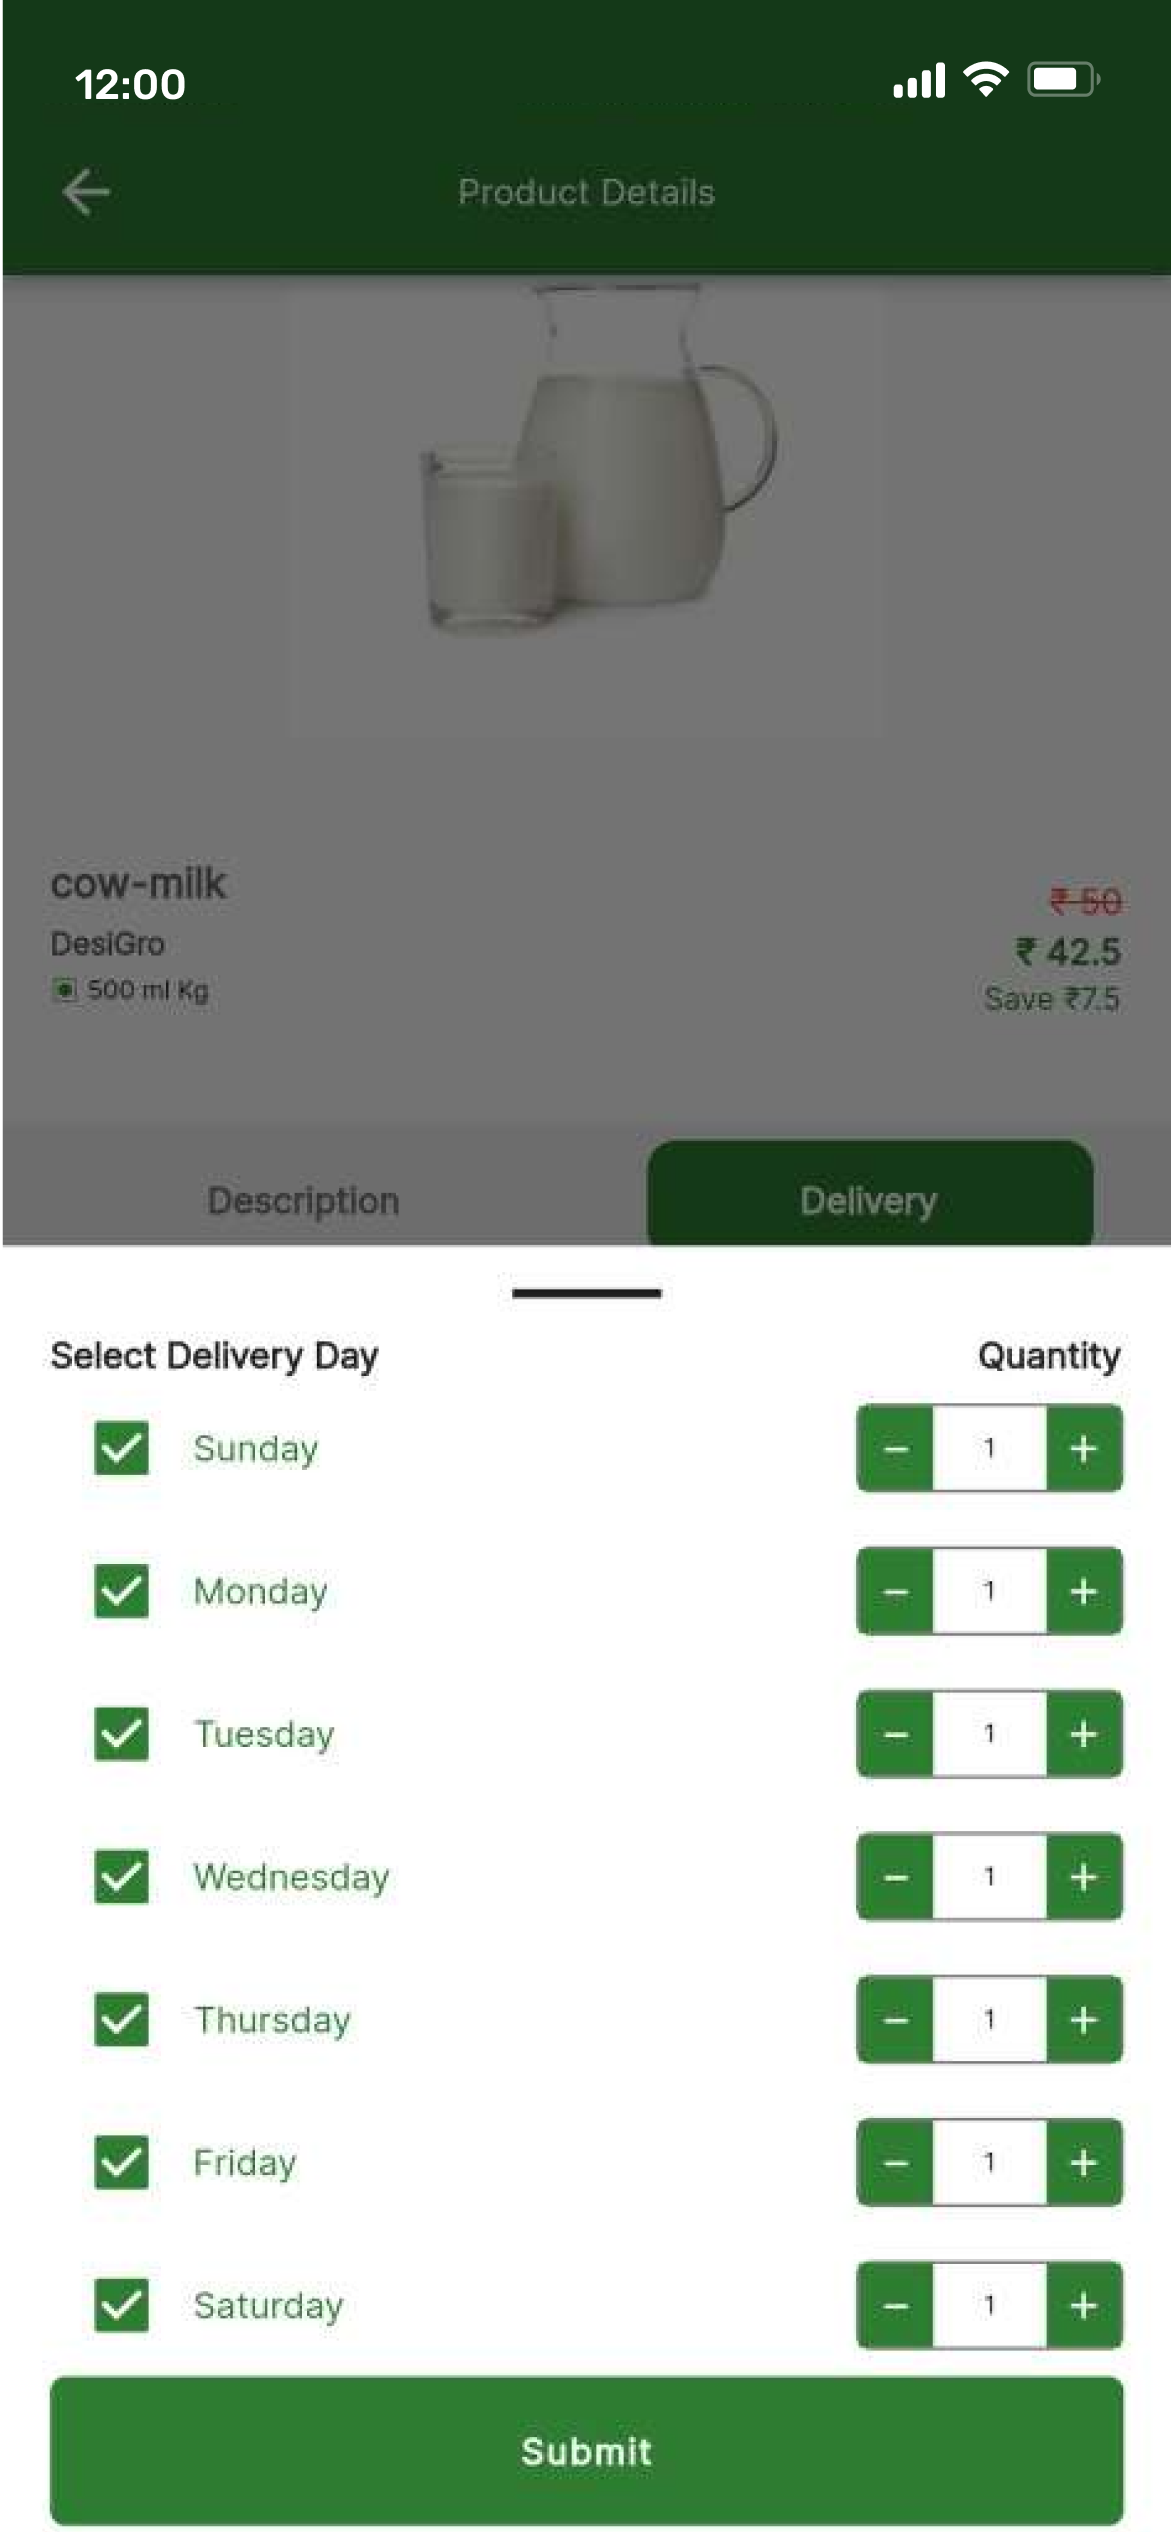 12:00
Product Details
cow-milk
₹ 50
DesiGro
₹ 42.5
500 ml Kg
Save ₹7.5
Description
Delivery
Select Delivery Day
Quantity
Sunday
− 1 +
Monday
− 1 +
Tuesday
− 1 +
Wednesday
− 1 +
Thursday
− 1 +
Friday
− 1 +
Saturday
− 1 +
Submit